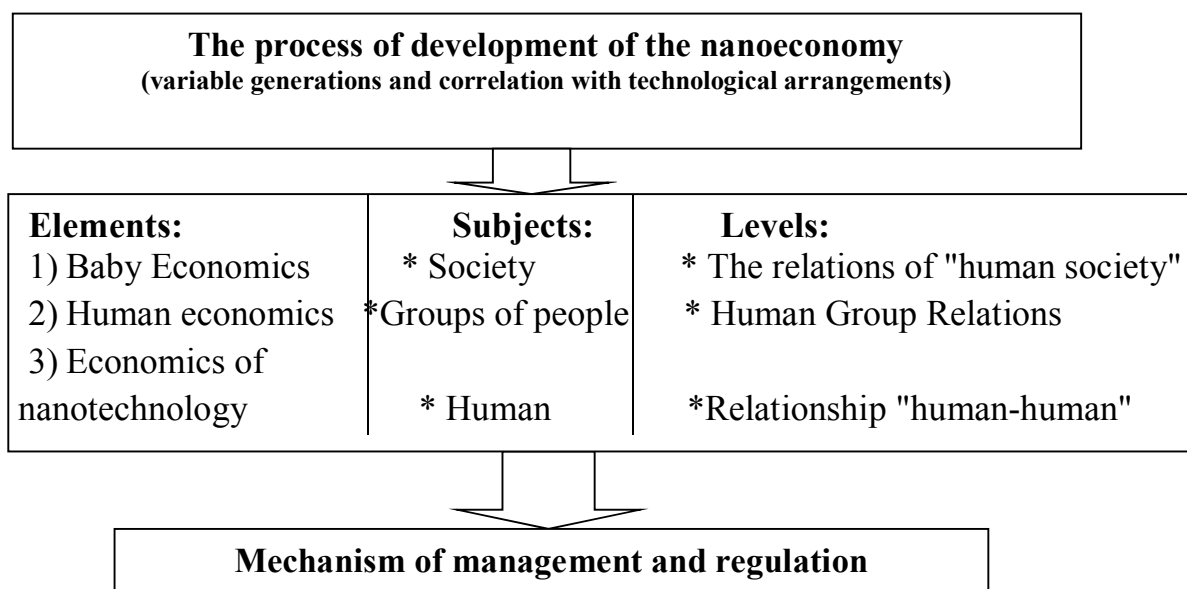 The process of development of the nanoeconomy
(variable generations and correlation with technological arrangements)
Elements:
1) Baby Economics
2) Human economics
3) Economics of
nanotechology
Subjects:
* Society
*Groups of people
* Human
Levels:
* The relations of "human society"
* Human Group Relations
*Relationship "human-human"
Mechanism of management and regulation